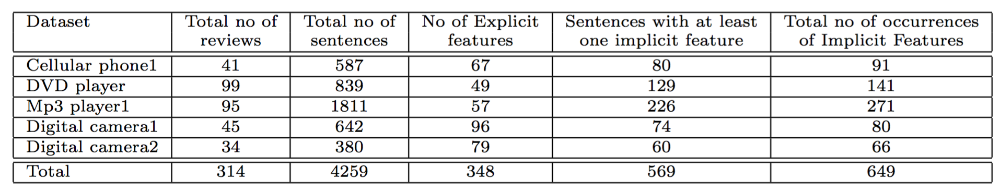 Dataset Total no of reviews Total no of sentences No of Explicit features Sentences with at least one implicit feature Total no of occurrences of Implicit Features
Cellular phone1 41 587 67 80 91
DVD player 99 839 49 129 141
Mp3 player1 95 1811 57 226 271
Digital camera1 45 642 96 74 80
Digital camera2 34 380 79 60 66
Total 314 4259 348 569 649